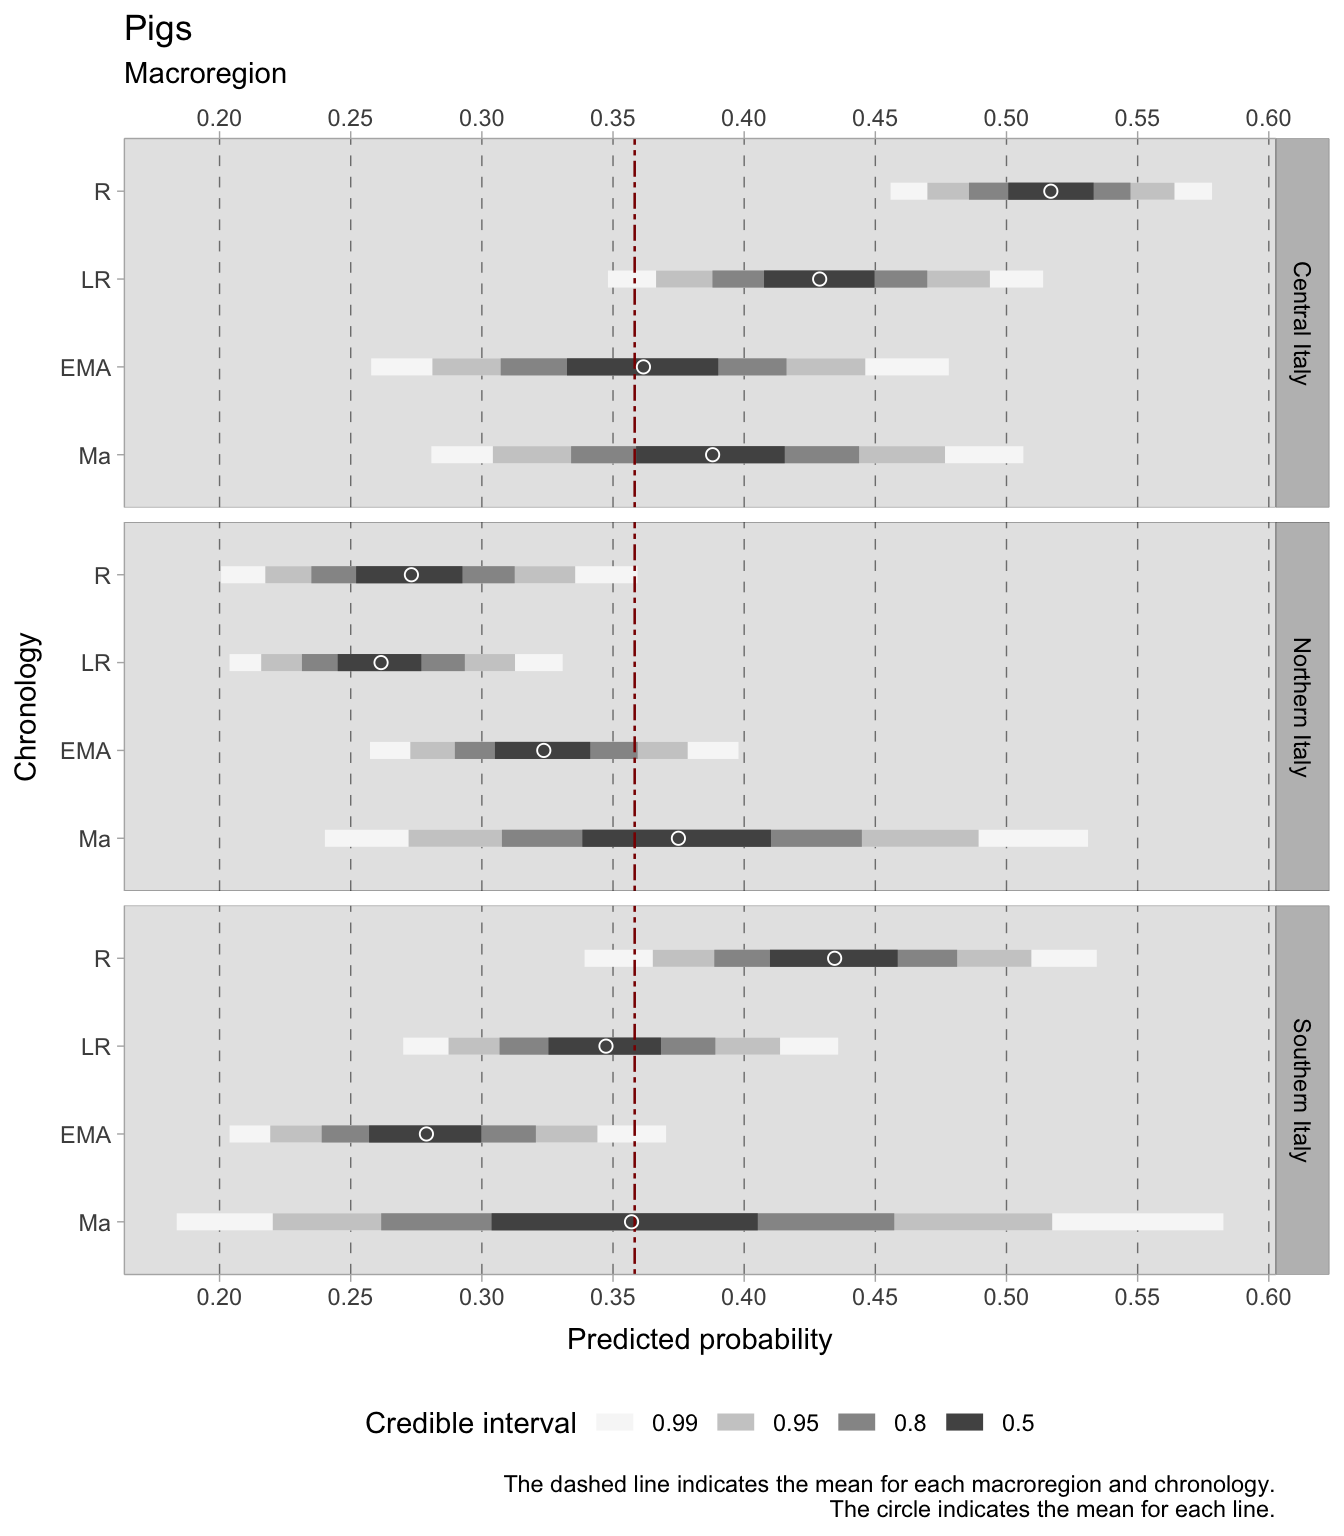 Pigs
Macroregion
0.20 0.25 0.30 0.35 0.40 0.45 0.50 0.55 0.60
R
LR
EMA
Ma
Central Italy
R
LR
EMA
Ma
Northern Italy
R
LR
EMA
Ma
Southern Italy
Chronology
0.20 0.25 0.30 0.35 0.40 0.45 0.50 0.55 0.60
Predicted probability
Credible interval 0.99 0.95 0.8 0.5
The dashed line indicates the mean for each macroregion and chronology.
The circle indicates the mean for each line.